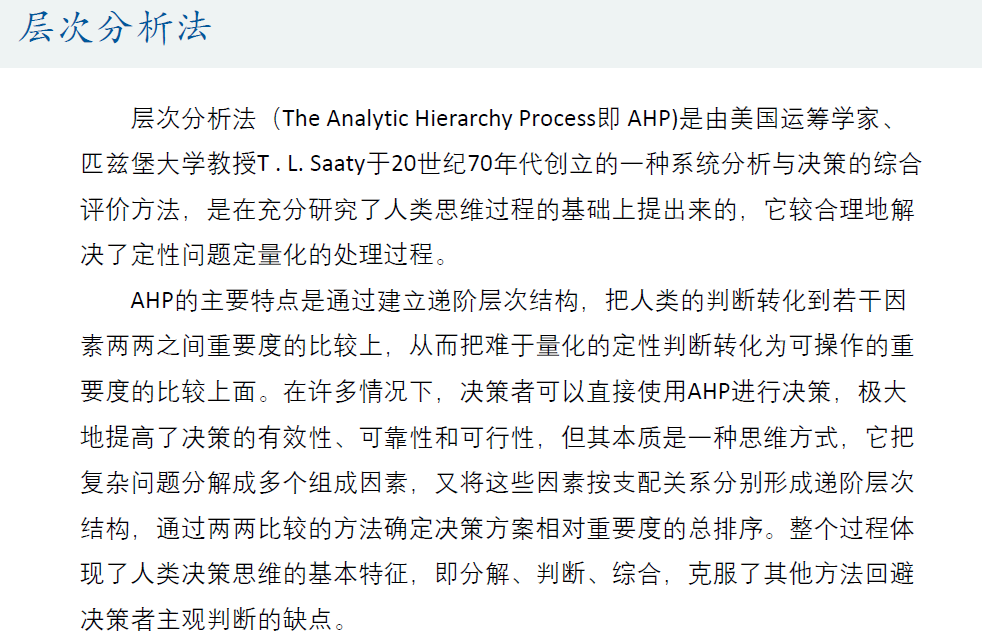 层次分析法
层次分析法（The Analytic Hierarchy Process即 AHP)是由美国运筹学家、
匹兹堡大学教授T . L. Saaty于20世纪70年代创立的一种系统分析与决策的综合
评价方法，是在充分研究了人类思维过程的基础上提出来的，它较合理地解
决了定性问题定量化的处理过程。
AHP的主要特点是通过建立递阶层次结构，把人类的判断转化到若干因
素两两之间重要度的比较上，从而把难于量化的定性判断转化为可操作的重
要度的比较上面。在许多情况下，决策者可以直接使用AHP进行决策，极大
地提高了决策的有效性、可靠性和可行性，但其本质是一种思维方式，它把
复杂问题分解成多个组成因素，又将这些因素按支配关系分别形成递阶层次
结构，通过两两比较的方法确定决策方案相对重要度的总排序。整个过程体
现了人类决策思维的基本特征，即分解、判断、综合，克服了其他方法回避
决策者主观判断的缺点。